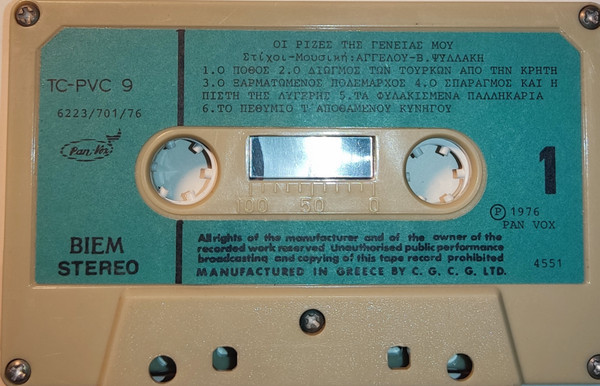 ΟΙ ΡΙΖΕΣ ΤΗΣ ΓΕΝΕΙΑΣ ΜΟΥ
Στίχοι-Μουσική:ΑΓΓΕΛΟΥ-Β.ΨΥΛΛΑΚΗ
1.Ο ΠΟΘΟΣ 2.Ο ΔΙΩΓΜΟΣ ΤΩΝ ΤΟΥΡΚΩΝ ΑΠΟ ΤΗΝ ΚΡΗΤΗ
3.Ο ΒΑΡΜΑΤΩΜΕΝΟΣ ΠΟΛΕΜΑΡΧΟΣ 4.Ο ΣΠΑΡΑΓΜΟΣ ΚΑΙ Η
ΠΙΣΤΗ ΤΗΣ ΛΥΓΕΡΗΣ 5.ΤΑ ΦΥΛΑΚΙΣΜΕΝΑ ΠΑΛΛΗΚΑΡΙΑ
6.ΤΟ ΠΕΘΥΜΙΟ Τ'ΑΠΟΘΑΜΕΝΟΥ ΚΥΝΗΓΟΥ
TC-PVC 9
6223/701/76
Pan-Vox
100 50 0
1
Ⓟ 1976
PAN VOX
BIEM
STEREO
All rights of the manufacturer and of the owner of the
recorded work reserved. Unauthorised public performance
broadcasting and copying of this tape record prohibited
MANUFACTURED IN GREECE BY C. G. C. G. LTD.
4551